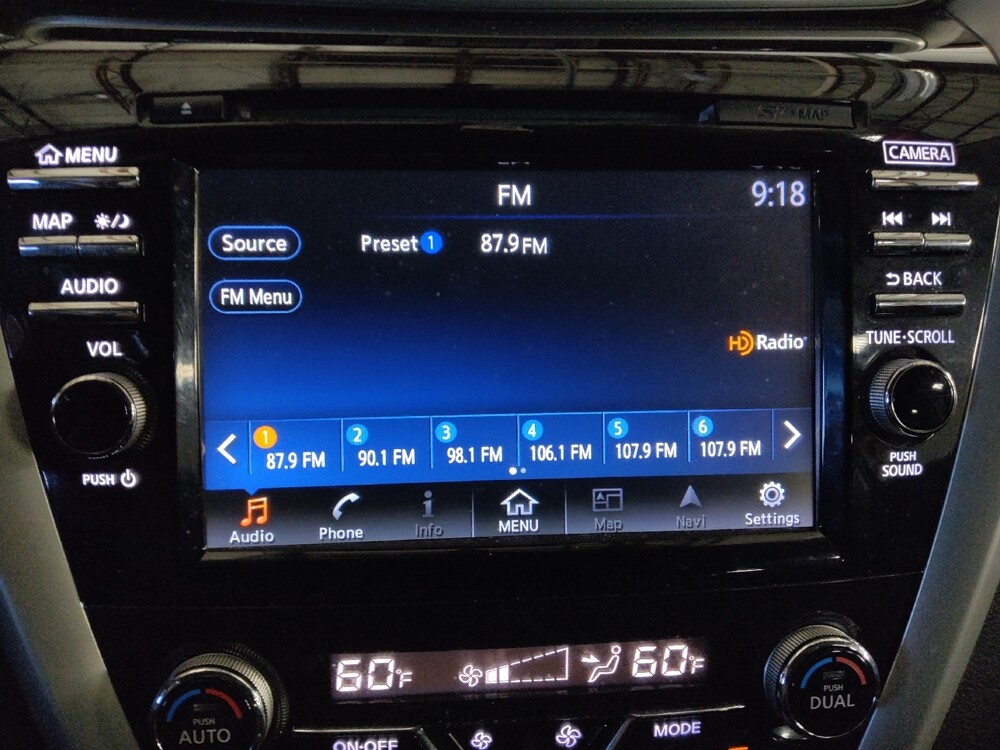 MAP
MENU
CAMERA
FM
9:18
MAP
Source
Preset 1
87.9 FM
AUDIO
BACK
FM Menu
VOL
HD Radio
TUNE•SCROLL
1
2
3
4
5
6
87.9 FM
90.1 FM
98.1 FM
106.1 FM
107.9 FM
107.9 FM
PUSH
PUSH
SOUND
Audio
Phone
Info
MENU
Map
Navi
Settings
60°F
60°F
PUSH
AUTO
PUSH
DUAL
ON•OFF
MODE